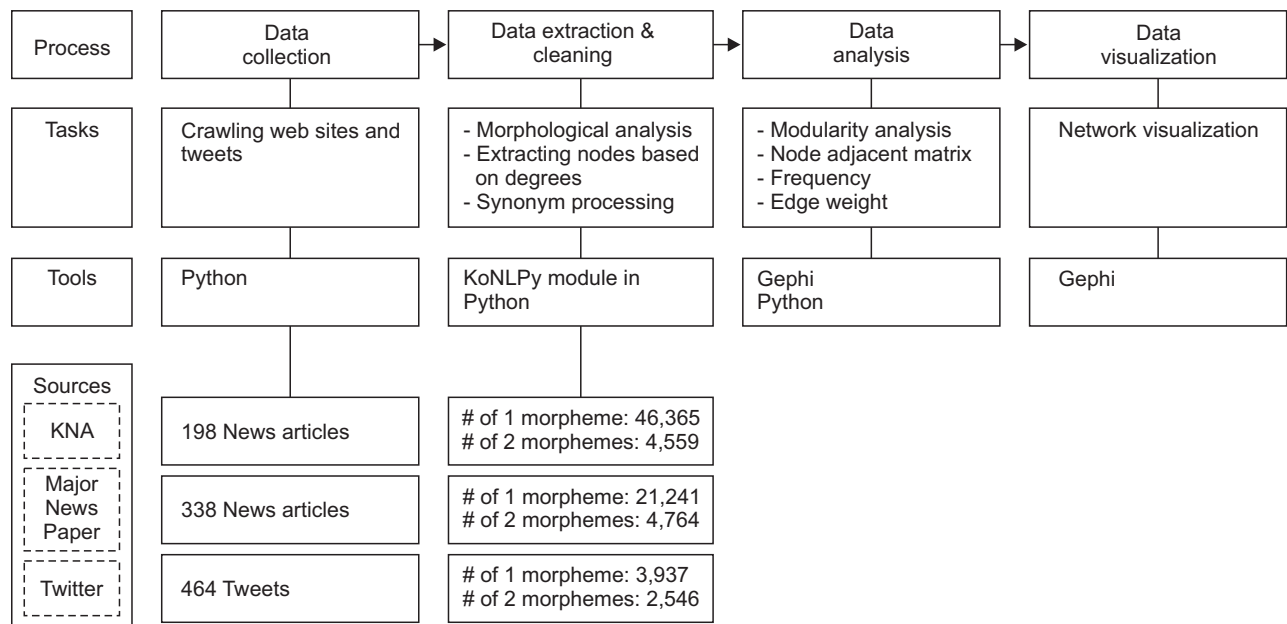 Process
Data
collection
Data extraction &
cleaning
Data
analysis
Data
visualization
Tasks
Crawling web sites and
tweets
- Morphological analysis
- Extracting nodes based
on degrees
- Synonym processing
- Modularity analysis
- Node adjacent matrix
- Frequency
- Edge weight
Network visualization
Tools
Python
KoNLPy module in
Python
Gephi
Python
Gephi
Sources
KNA
198 News articles
# of 1 morpheme: 46,365
# of 2 morphemes: 4,559
Major
News
Paper
338 News articles
# of 1 morpheme: 21,241
# of 2 morphemes: 4,764
Twitter
464 Tweets
# of 1 morpheme: 3,937
# of 2 morphemes: 2,546